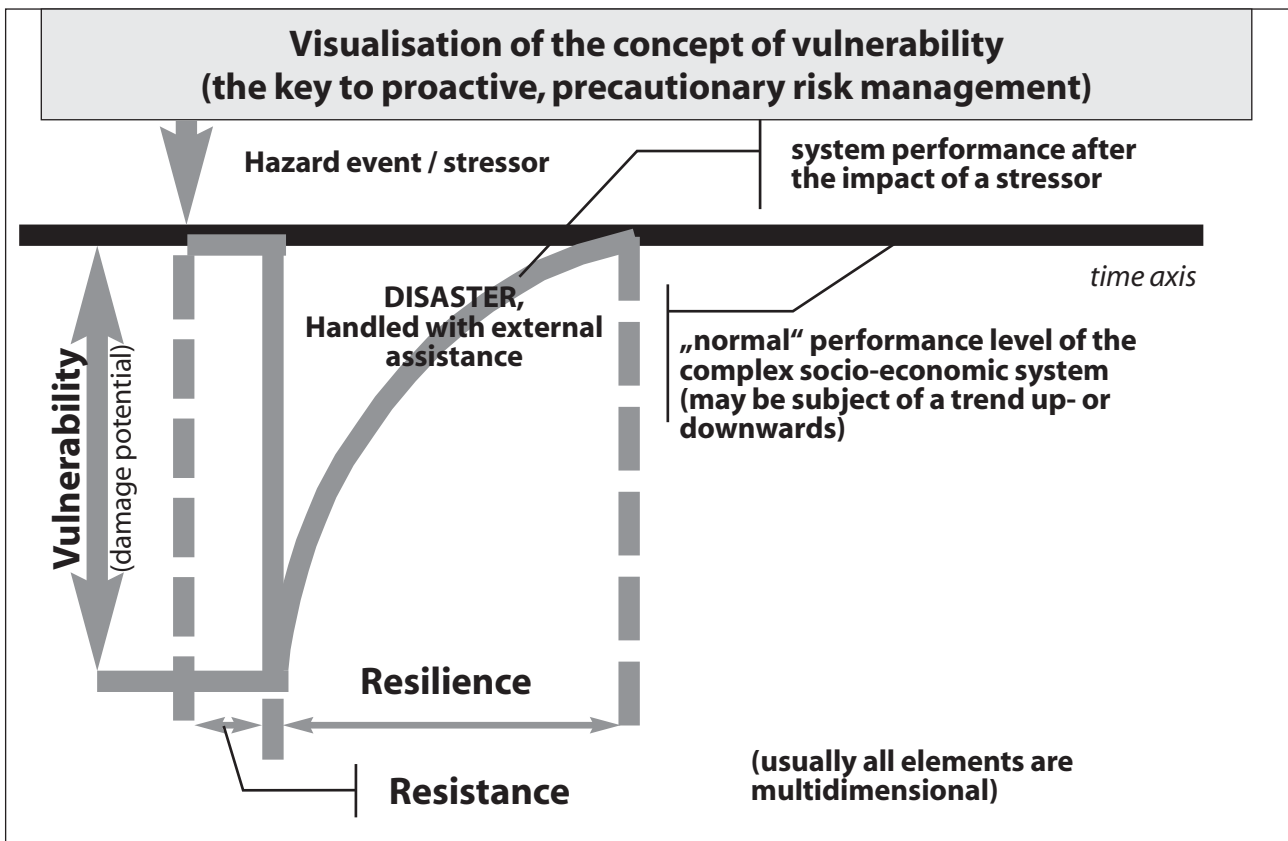 Visualisation of the concept of vulnerability
(the key to proactive, precautionary risk management)
Hazard event / stressor
system performance after
the impact of a stressor
time axis
DISASTER,
Handled with external
assistance
„normal“ performance level of the
complex socio-economic system
(may be subject of a trend up- or
downwards)
Vulnerability
(damage potential)
Resilience
Resistance
(usually all elements are
multidimensional)